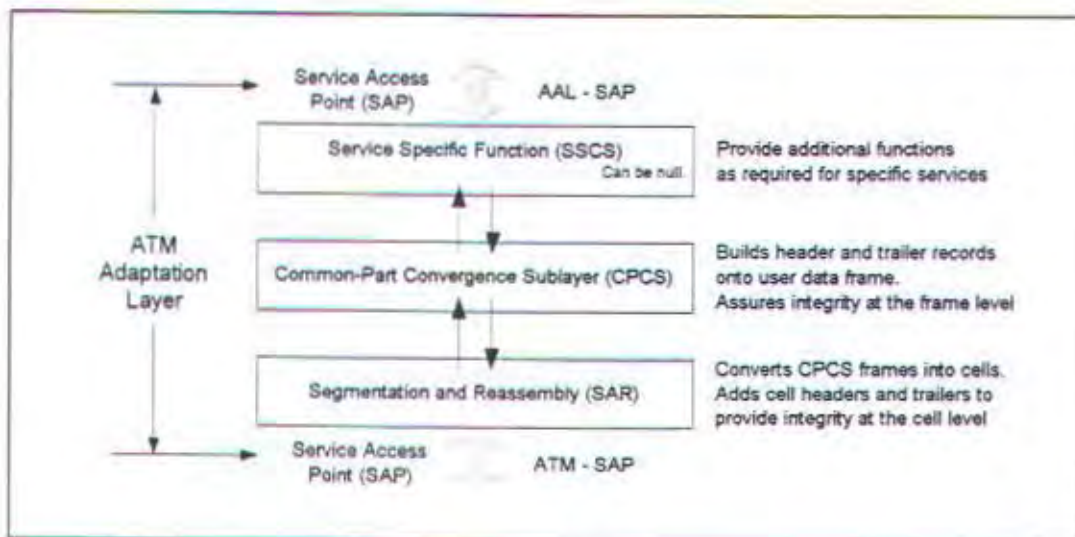 Service Access
Point (SAP)
AAL - SAP
Service Specific Function (SSCS)
Can be null.
Provide additional functions
as required for specific services
ATM
Adaptation
Layer
Common-Part Convergence Sublayer (CPCS)
Builds header and trailer records
onto user data frame.
Assures integrity at the frame level
Segmentation and Reassembly (SAR)
Converts CPCS frames into cells.
Adds cell headers and trailers to
provide integrity at the cell level
Service Access
Point (SAP)
ATM - SAP